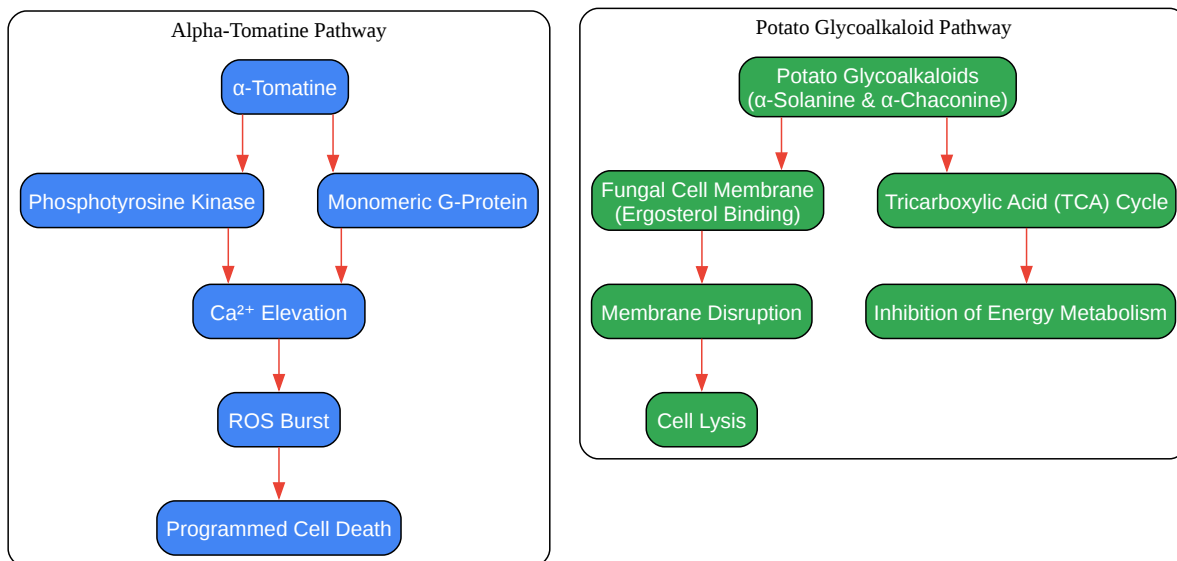 Alpha-Tomatine Pathway
α-Tomatine
Phosphotyrosine Kinase
Monomeric G-Protein
Ca²⁺ Elevation
ROS Burst
Programmed Cell Death
Potato Glycoalkaloid Pathway
Potato Glycoalkaloids
(α-Solanine & α-Chaconine)
Fungal Cell Membrane
(Ergosterol Binding)
Tricarboxylic Acid (TCA) Cycle
Membrane Disruption
Inhibition of Energy Metabolism
Cell Lysis